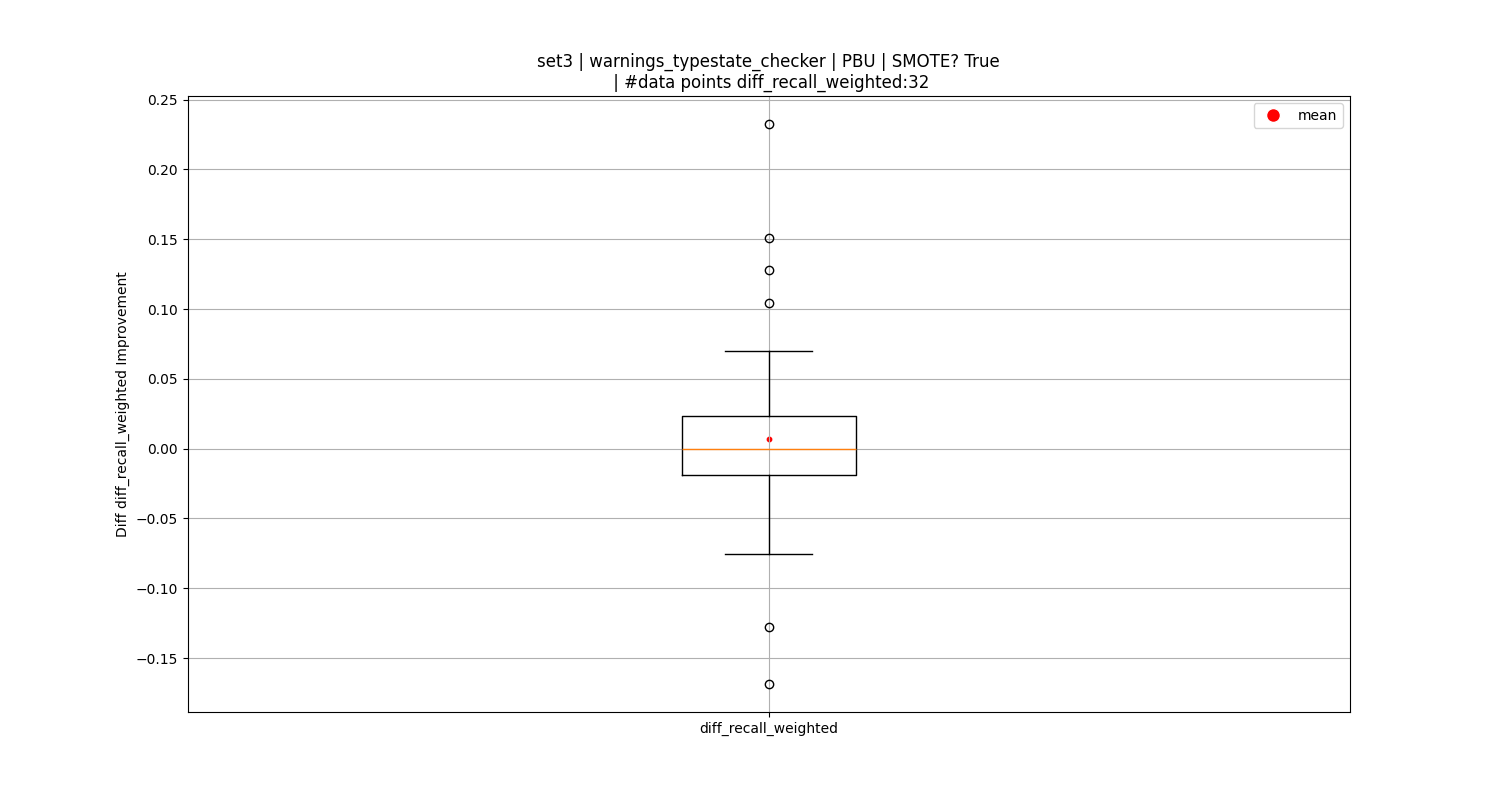 set3 | warnings_typestate_checker | PBU | SMOTE? True
| #data points diff_recall_weighted:32
mean
Diff diff_recall_weighted Improvement
0.25
0.20
0.15
0.10
0.05
0.00
−0.05
−0.10
−0.15
diff_recall_weighted